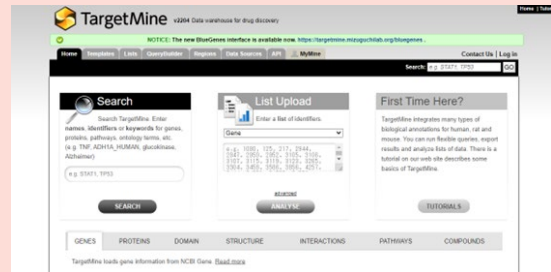 Home | Tutor
TargetMine v2204 Data warehouse for drug discovery
NOTICE: The new BlueGenes interface is available now. https://targetmine.mizuguchilab.org/bluegenes .
Home Templates Lists QueryBuilder Regions Data Sources API MyMine
Contact Us | Log in
Search: e.g. STAT1, TP53 GO
Search
Search TargetMine. Enter
names, identifiers or keywords for genes,
proteins, pathways, ontology terms, etc.
(e.g. TNF, ADH1A_HUMAN, glucokinase,
Alzheimer)
e.g. STAT1, TP53
SEARCH
List Upload
Enter a list of identifiers.
Gene
advanced
ANALYSE
First Time Here?
TargetMine integrates many types of
biological annotations for human, rat and
mouse. You can run flexible queries, export
results and analyze lists of data. There is a
tutorial on our web site describes some
basics of TargetMine.
TUTORIALS
GENES PROTEINS DOMAIN STRUCTURE INTERACTIONS PATHWAYS COMPOUNDS
TargetMine loads gene information from NCBI Gene. Read more